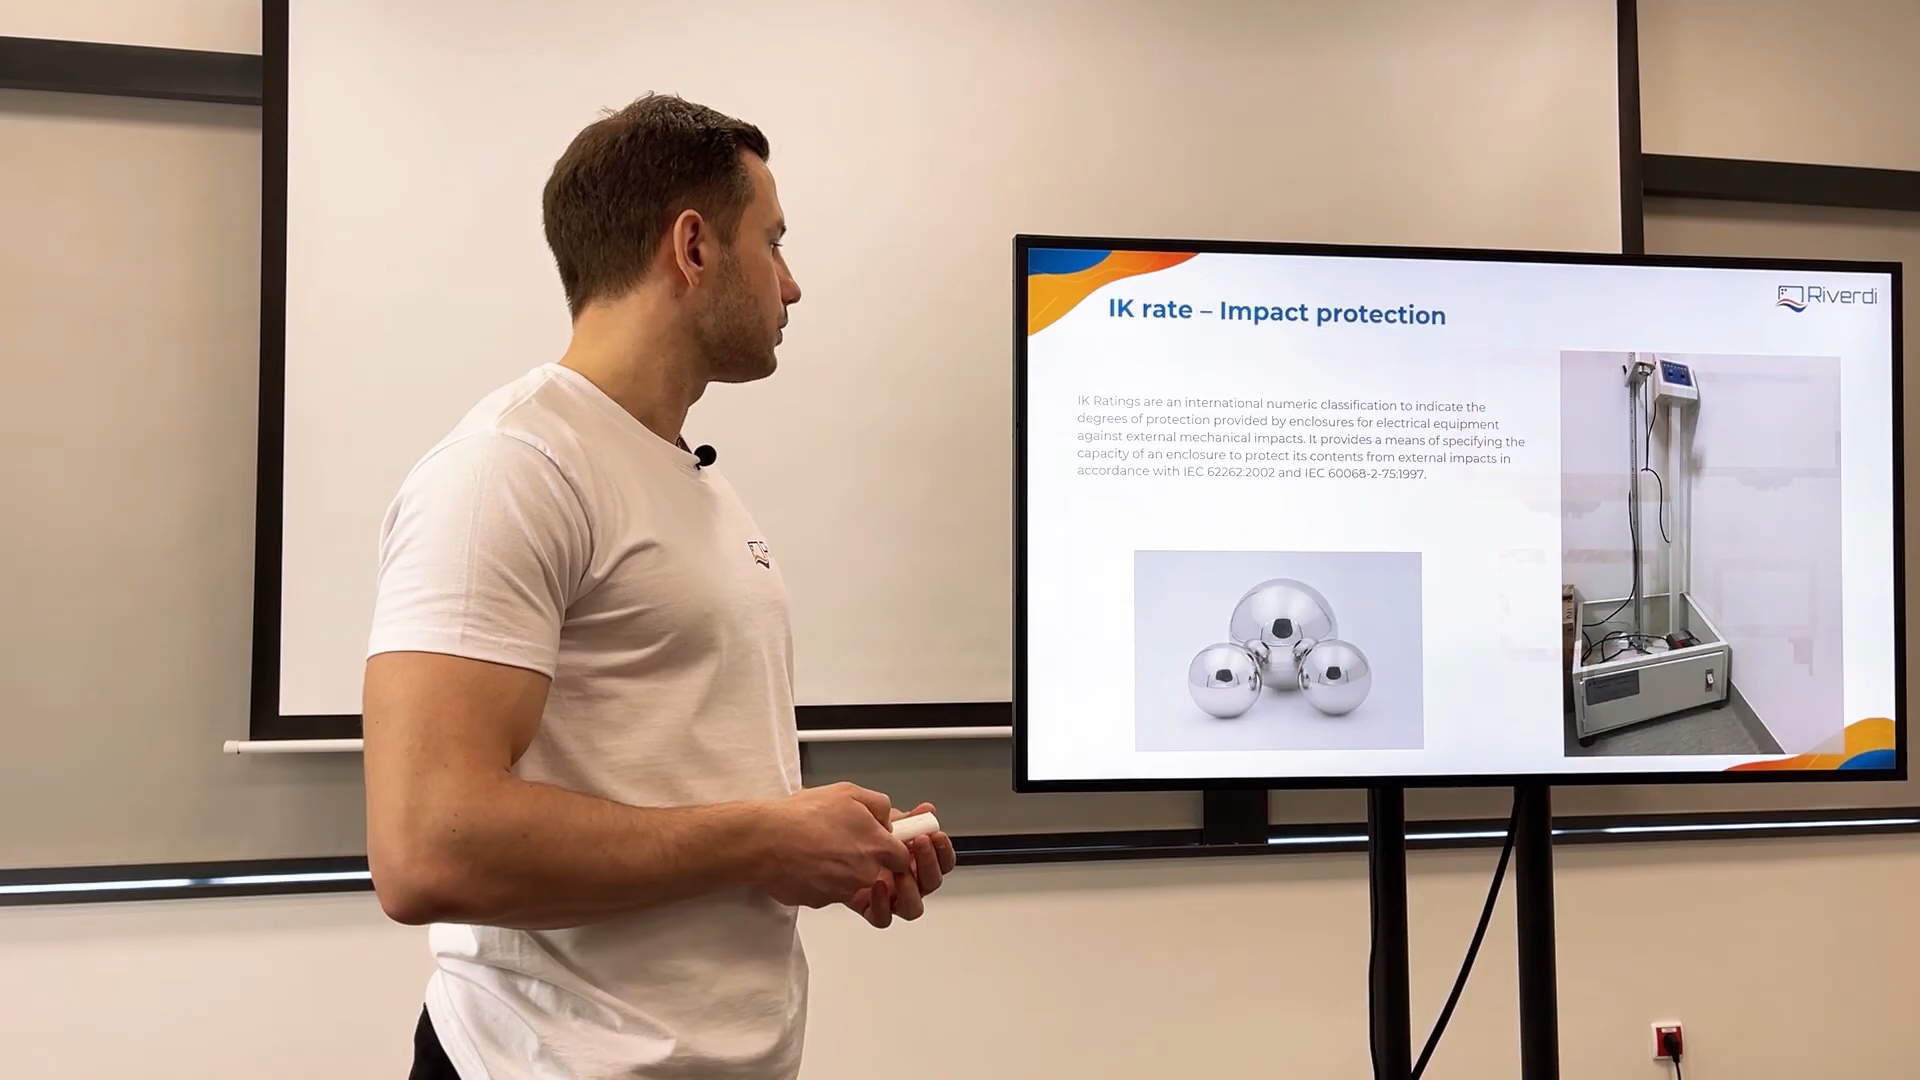 IK rate – Impact protection
Riverdi
IK Ratings are an international numeric classification to indicate the
degrees of protection provided by enclosures for electrical equipment
against external mechanical impacts. It provides a means of specifying the
capacity of an enclosure to protect its contents from external impacts in
accordance with IEC 62262:2002 and IEC 60068-2-75:1997.